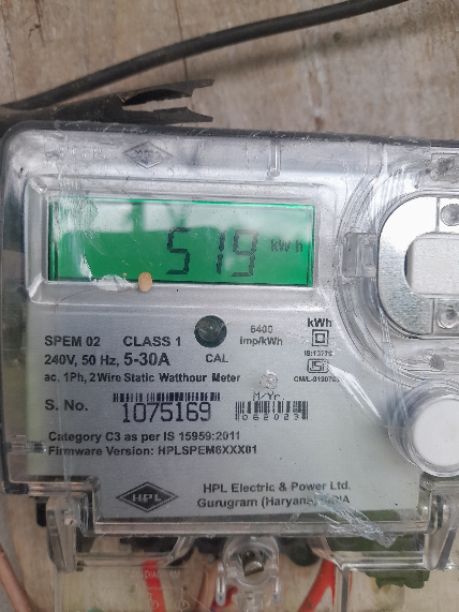 519 kWh
SPEM 02 CLASS 1
240V, 50 Hz, 5-30A
CAL
6400
imp/kWh
kWh
ac, 1Ph, 2Wire Static Watthour Meter
M/Yr.
S. No. 1075169
062023
Category C3 as per IS 15959:2011
Firmware Version: HPLSPEM6XXX01
HPL
HPL Electric & Power Ltd.
Gurugram (Haryana) INDIA